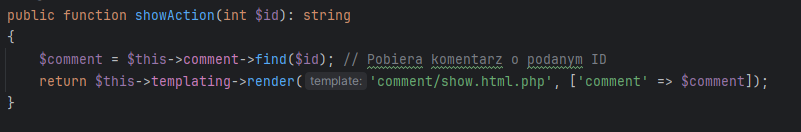 public function showAction(int $id): string
{
$comment = $this->comment->find($id); // Pobiera komentarz o podanym ID
return $this->templating->render( template: 'comment/show.html.php', ['comment' => $comment]);
}